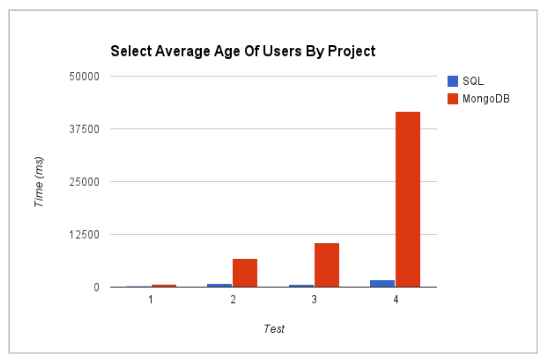 Select Average Age Of Users By Project
SQL
MongoDB
50000
37500
25000
12500
0
Time (ms)
1 2 3 4
Test